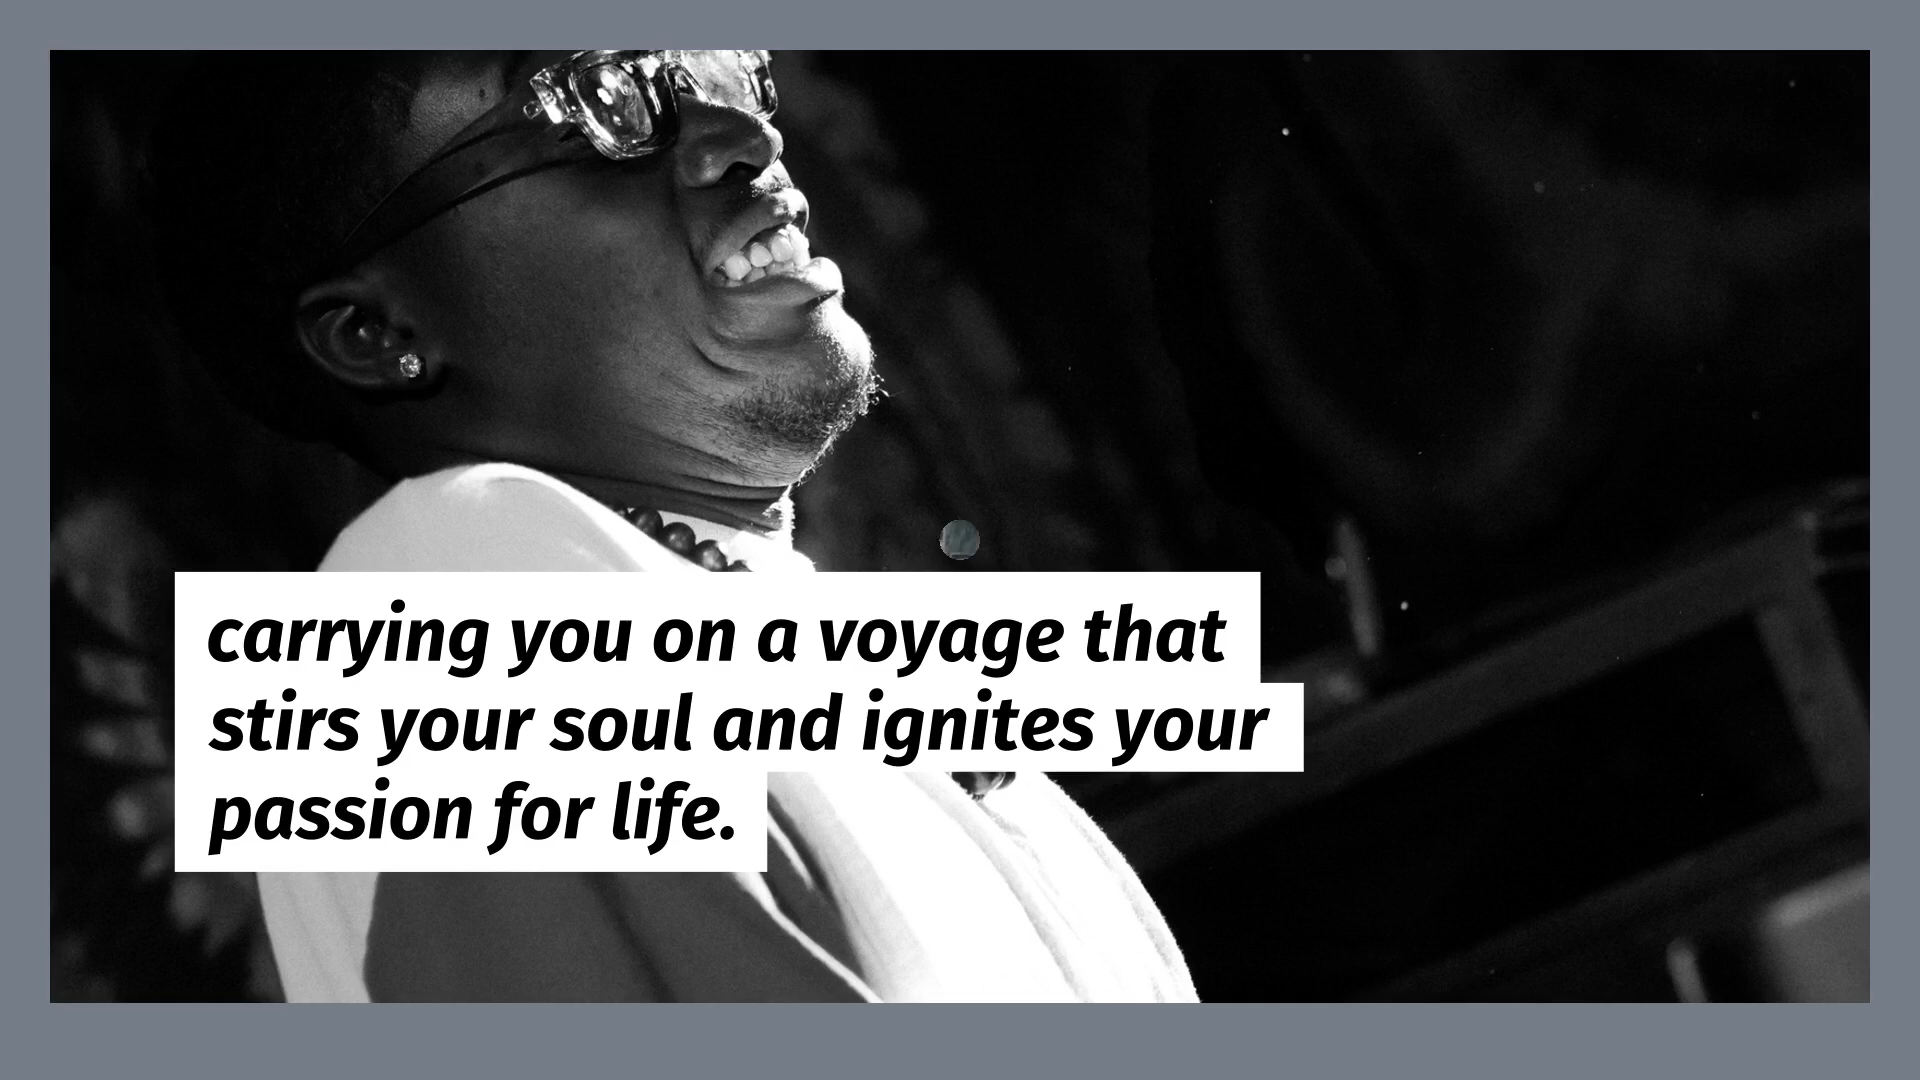 carrying you on a voyage that
stirs your soul and ignites your
passion for life.